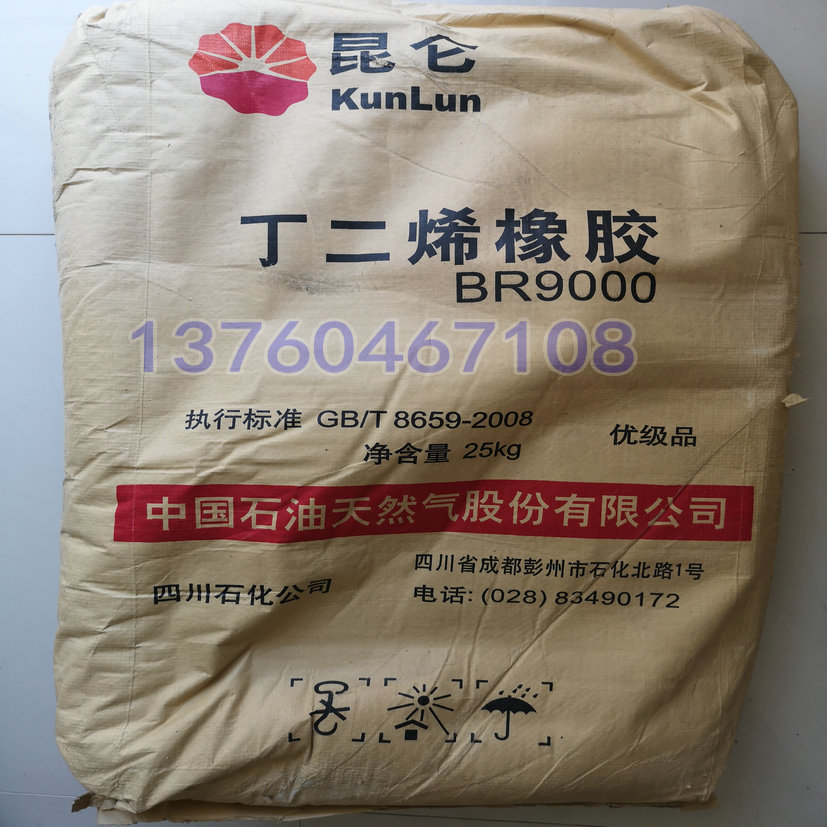 昆仑
KunLun
丁二烯橡胶
BR9000
13760467108
执行标准 GB/T 8659-2008
优级品
净含量 25kg
中国石油天然气股份有限公司
四川石化公司
四川省成都彭州市石化北路1号
电话: (028) 83490172